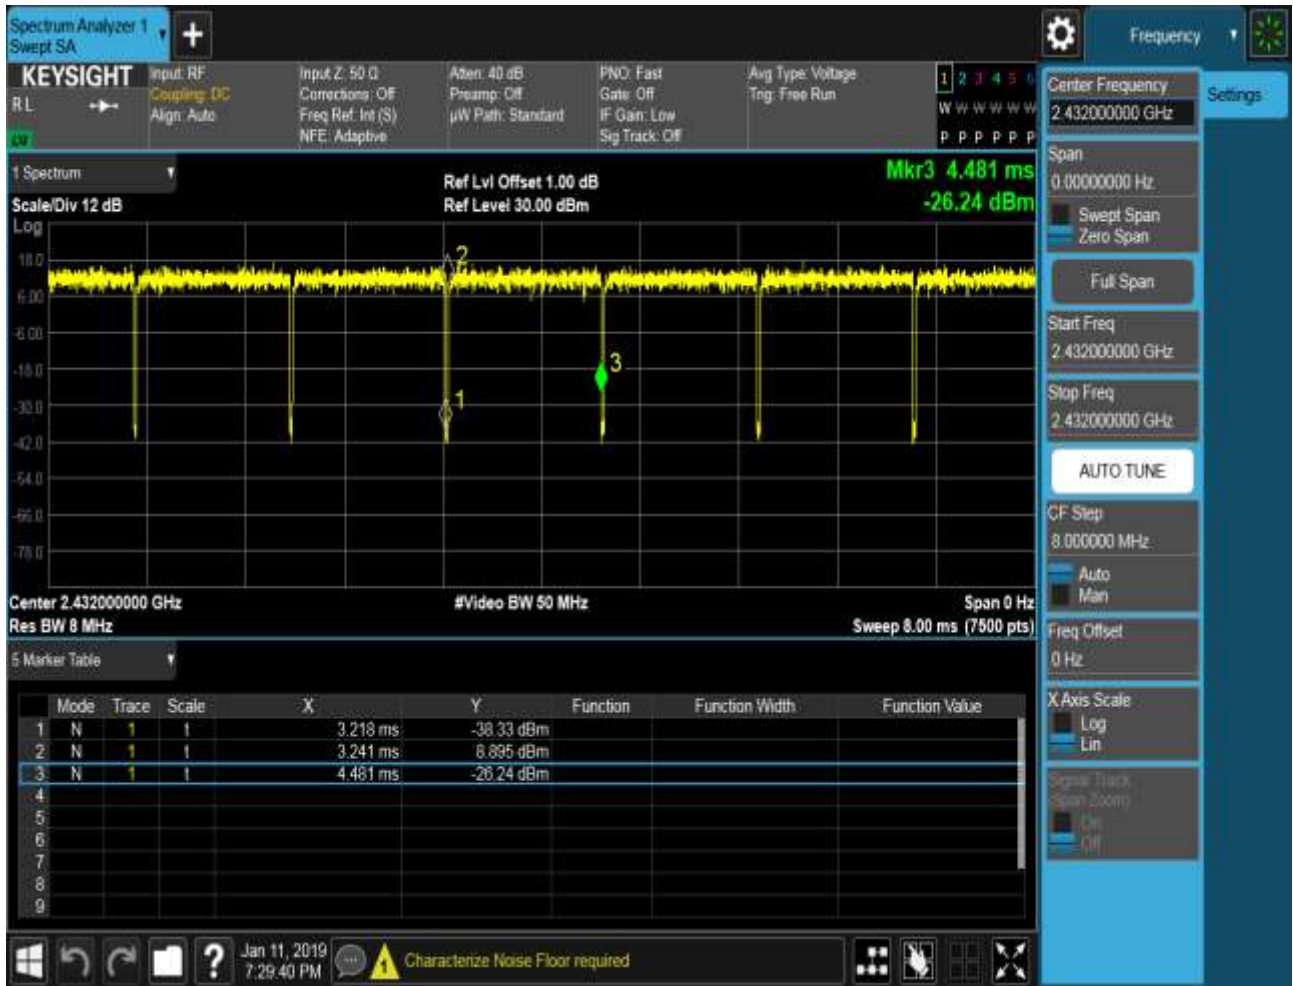 Spectrum Analyzer 1
Swept SA
Frequency
KEYSIGHT
R L
Input: RF
Coupling: DC
Align: Auto
Input Z: 50 Ω
Corrections: Off
Freq Ref: Int (S)
NFE: Adaptive
Atten: 40 dB
Preamp: Off
µW Path: Standard
PNO: Fast
Gate: Off
IF Gain: Low
Sig Track: Off
Avg Type: Voltage
Trig: Free Run
1 2 3 4 5 6
W W W W W W
P P P P P P
Center Frequency
2.432000000 GHz
Settings
Span
0.00000000 Hz
Swept Span
Zero Span
Full Span
Start Freq
2.432000000 GHz
Stop Freq
2.432000000 GHz
AUTO TUNE
CF Step
8.000000 MHz
Auto
Man
Freq Offset
0 Hz
X Axis Scale
Log
Lin
Signal Track
(Span Zoom)
On
Off
1 Spectrum
Scale/Div 12 dB
Ref Lvl Offset 1.00 dB
Ref Level 30.00 dBm
Mkr3 4.481 ms
-26.24 dBm
Log
18.0
6.00
-6.00
-18.0
-30.0
-42.0
-54.0
-66.0
-78.0
2
3
1
Center 2.432000000 GHz
#Video BW 50 MHz
Span 0 Hz
Res BW 8 MHz
Sweep 8.00 ms (7500 pts)
5 Marker Table
Mode Trace Scale X Y Function Function Width Function Value
1 N 1 t 3.218 ms -38.33 dBm
2 N 1 t 3.241 ms 8.895 dBm
3 N 1 t 4.481 ms -26.24 dBm
4
5
6
7
8
9
?
Jan 11, 2019
7:29:40 PM
1
Characterize Noise Floor required